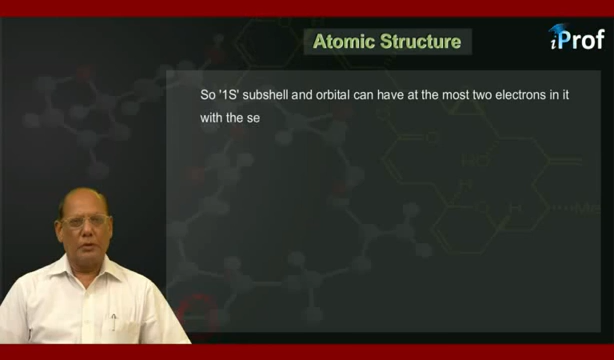 Atomic Structure
iProf
So '1S' subshell and orbital can have at the most two electrons in it
with the se
HO
H
H